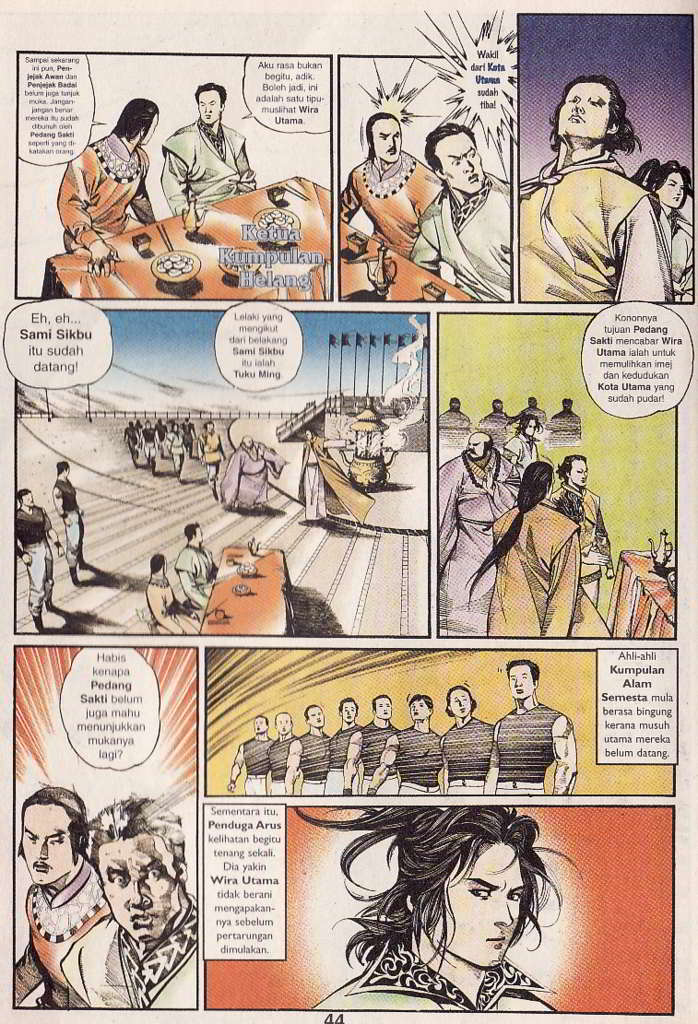 Sampai sekarang
ini pun, Pen-
jejak Awan dan
Penjejak Badai
belum juga tunjuk
muka. Jangan-
jangan benar
mereka itu sudah
dibunuh oleh
Pedang Sakti
seperti yang di-
katakan orang.
Aku rasa bukan
begitu, adik.
Boleh jadi, ini
adalah satu tipu-
muslihat Wira
Utama.
Ketua
Kumpulan
Helang
Wakil
dari Kota
Utama
sudah
tiba!
Eh, eh...
Sami Sikbu
itu sudah
datang!
Lelaki yang
mengikut
dari belakang
Sami Sikbu
itu ialah
Tuku Ming.
Kononnya
tujuan Pedang
Sakti mencabar Wira
Utama ialah untuk
memulihkan imej
dan kedudukan
Kota Utama yang
sudah pudar!
Habis
kenapa
Pedang
Sakti belum
juga mahu
menunjukkan
mukanya
lagi?
Ahli-ahli
Kumpulan
Alam
Semesta mula
berasa bingung
kerana musuh
utama mereka
belum datang.
Sementara itu,
Penduga Arus
kelihatan begitu
tenang sekali.
Dia yakin
Wira Utama
tidak berani
mengapakan-
nya sebelum
pertarungan
dimulakan.
44